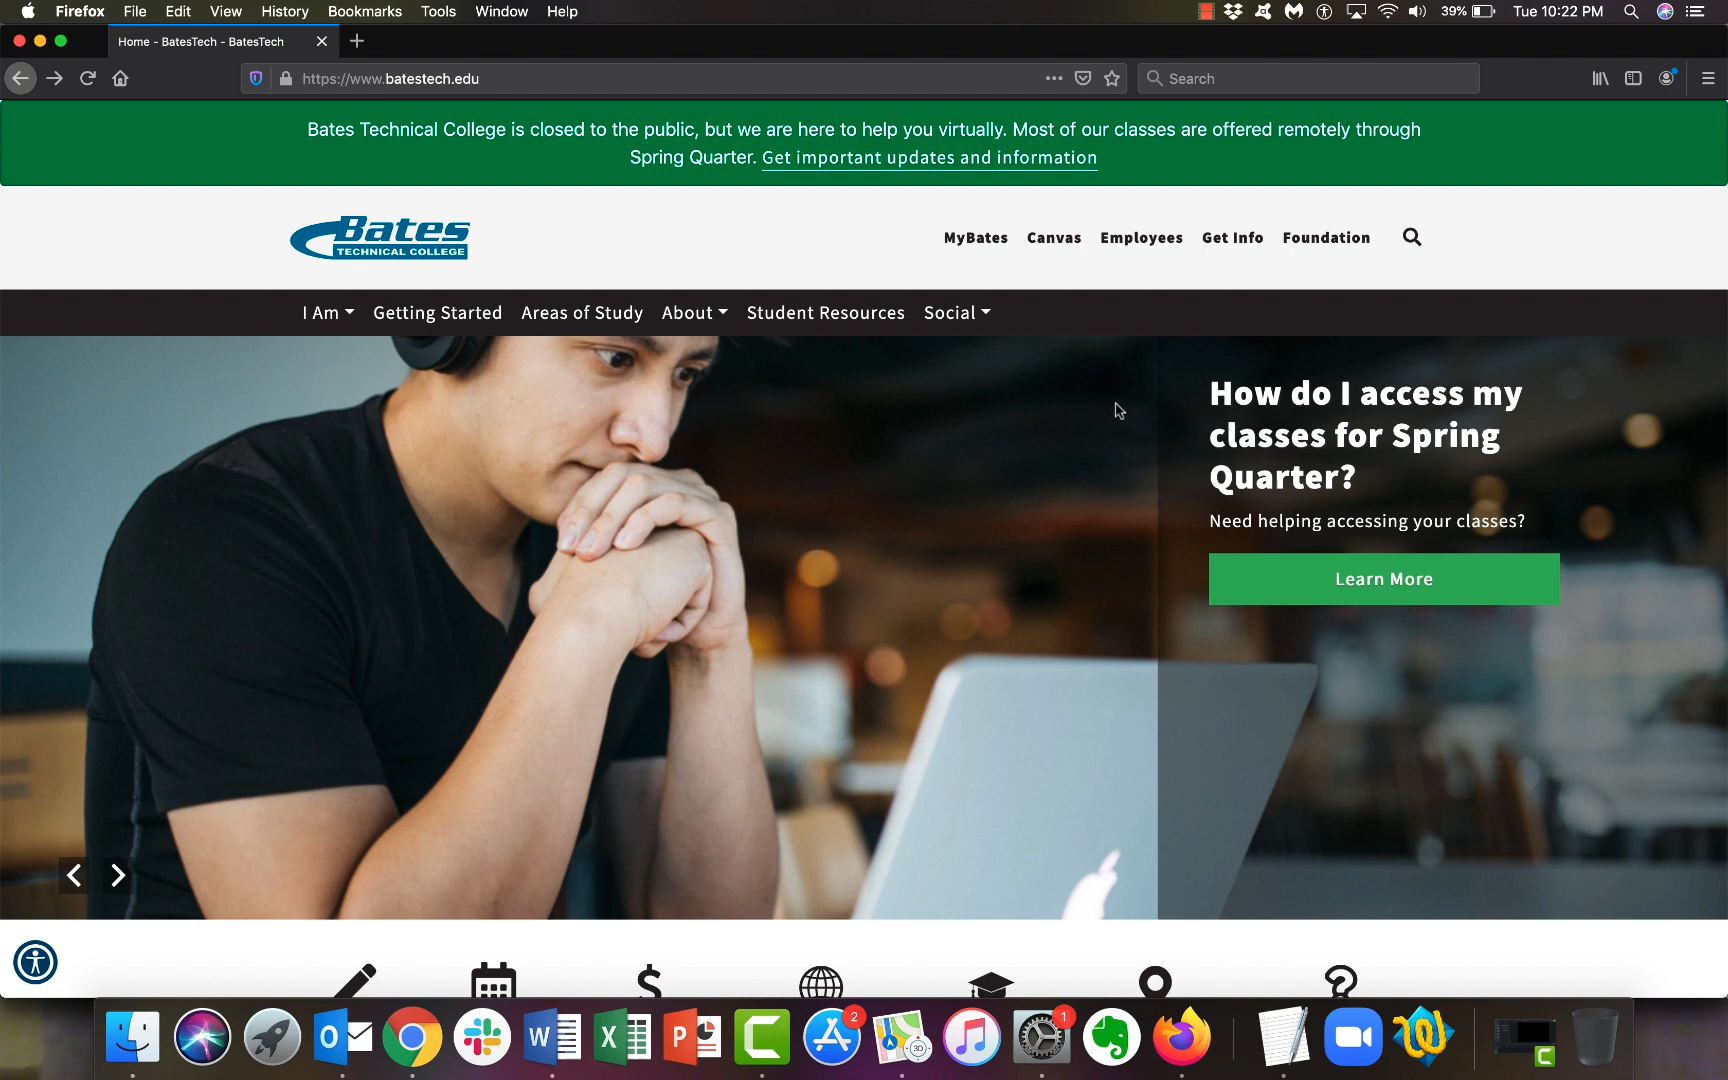 Firefox File Edit View History Bookmarks Tools Window Help 39% Tue 10:22 PM
Home - BatesTech - BatesTech
https://www.batestech.edu Search
Bates Technical College is closed to the public, but we are here to help you virtually. Most of our classes are offered remotely through
Spring Quarter. Get important updates and information
Bates
TECHNICAL COLLEGE
MyBates Canvas Employees Get Info Foundation
I Am Getting Started Areas of Study About Student Resources Social
How do I access my
classes for Spring
Quarter?
Need helping accessing your classes?
Learn More
2
1
3D